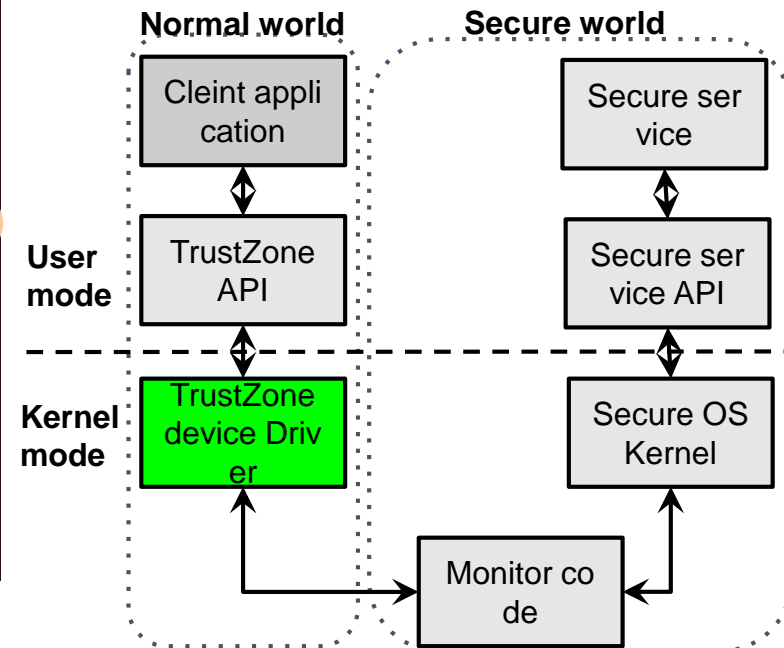 Normal world
Secure world
Cleint appli
cation
Secure ser
vice
User
mode
TrustZone
API
Secure ser
vice API
Kernel
mode
TrustZone
device Driv
er
Secure OS
Kernel
Monitor co
de